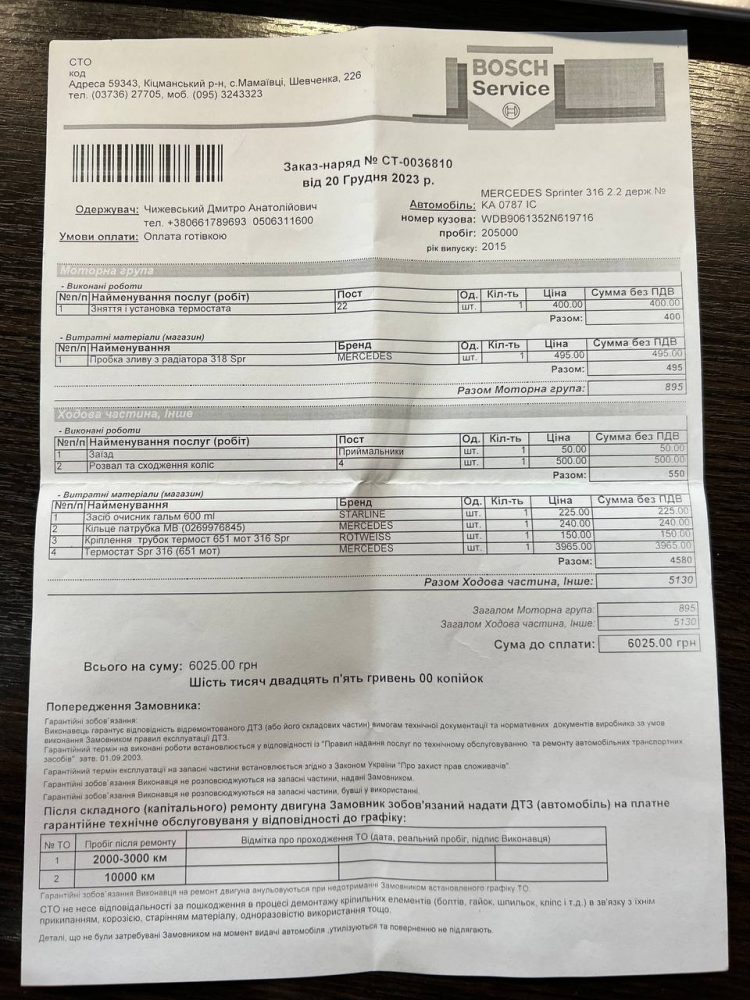 СТО
код
Адреса 59343, Кіцманський р-н, с.Мамаївці, Шевченка, 226
тел. (03736) 27705, моб. (095) 3243323
BOSCH
Service
Заказ-наряд № СТ-0036810
від 20 Грудня 2023 р.
Одержувач: Чижевський Дмитро Анатолійович
тел. +380661789693 0506311600
Умови оплати: Оплата готівкою
MERCEDES Sprinter 316 2.2 держ №
Автомобіль: KA 0787 IC
номер кузова: WDB9061352N619716
пробіг: 205000
рік випуску: 2015
Моторна група
- Виконані роботи
№п/п Найменування послуг (робіт) Пост Од. Кіл-ть Ціна Сумма без ПДВ
1 Зняття і установка термостата 22 шт. 1 400.00 400.00
Разом: 400
- Витратні матеріали (магазин)
№п/п Найменування Бренд Од. Кіл-ть Ціна Сумма без ПДВ
1 Пробка зливу з радіатора 318 Spr MERCEDES шт. 1 495.00 495.00
Разом: 495
Разом Моторна група: 895
Ходова частина, Інше
- Виконані роботи
№п/п Найменування послуг (робіт) Пост Од. Кіл-ть Ціна Сумма без ПДВ
1 Заїзд Приймальники шт. 1 50.00 50.00
2 Розвал та сходження коліс 4 шт. 1 500.00 500.00
Разом: 550
- Витратні матеріали (магазин)
№п/п Найменування Бренд Од. Кіл-ть Ціна Сумма без ПДВ
1 Засіб очисник гальм 600 ml STARLINE шт. 1 225.00 225.00
2 Кільце патрубка MB (0269976845) MERCEDES шт. 1 240.00 240.00
3 Кріплення трубок термост 651 мот 316 Spr ROTWEISS шт. 1 150.00 150.00
4 Термостат Spr 316 (651 мот) MERCEDES шт. 1 3965.00 3965.00
Разом: 4580
Разом Ходова частина, Інше: 5130
Загалом Моторна група: 895
Загалом Ходова частина, Інше: 5130
Сума до сплати: 6025.00 грн
Всього на суму: 6025.00 грн
Шість тисяч двадцять п'ять гривень 00 копійок
Попередження Замовника:
Гарантійні зобов'язання:
Виконавець гарантує відповідність відремонтованого ДТЗ (або його складових частин) вимогам технічної документації та нормативних документів виробника за умов
виконання Замовником правил експлуатації ДТЗ.
Гарантійний термін на виконані роботи встановлюється у відповідності із "Правил надання послуг по технічному обслуговуванню та ремонту автомобільних транспортних
засобів" затв. 01.09.2003.
Гарантійний термін експлуатації на запасні частини встановлюється згідно з Законом України "Про захист прав споживачів".
Гарантійні зобов'язання Виконавця не розповсюджуються на запасні частини, надані Замовником.
Гарантійні зобов'язання Виконавця не розповсюджуються на запасні частини, бувші у використанні.
Після складного (капітального) ремонту двигуна Замовник зобов'язаний надати ДТЗ (автомобіль) на платне
гарантійне технічне обслуговуваня у відповідності до графіку:
№ ТО Пробіг після ремонту Відмітка про проходження ТО (дата, реальний пробіг, підпис Виконавця)
1 2000-3000 км
2 10000 км
Гарантійні зобов'язання Виконавця на ремонт двигуна анульовуються при недотриманні Замовником встановленого графіку ТО.
СТО не несе відповідальності за пошкодження в процесі демонтажу кріпильних елементів (болтів, гайок, шпильок, кліпс і т.д.) в зв'язку з їхнім
прикипанням, корозією, старінням матеріалу, одноразовістю використання тощо.
Деталі, що не були затребувані Замовником на момент видачі автомобіля ,утилізуються та поверненню не підлягають.